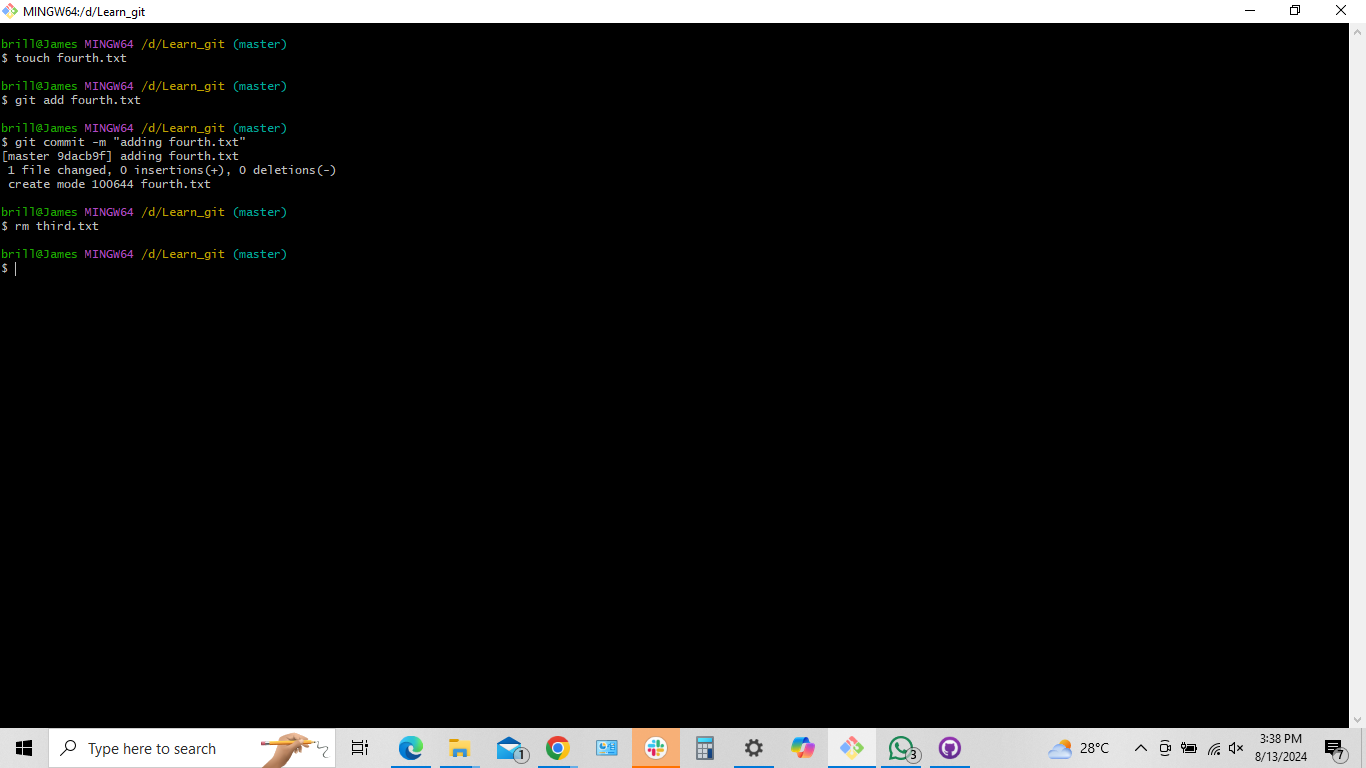 MINGW64:/d/Learn_git
brill@James MINGW64 /d/Learn_git (master)
$ touch fourth.txt
brill@James MINGW64 /d/Learn_git (master)
$ git add fourth.txt
brill@James MINGW64 /d/Learn_git (master)
$ git commit -m "adding fourth.txt"
[master 9dacb9f] adding fourth.txt
1 file changed, 0 insertions(+), 0 deletions(-)
create mode 100644 fourth.txt
brill@James MINGW64 /d/Learn_git (master)
$ rm third.txt
brill@James MINGW64 /d/Learn_git (master)
$
Type here to search
1
3
28°C
3:38 PM
8/13/2024
7